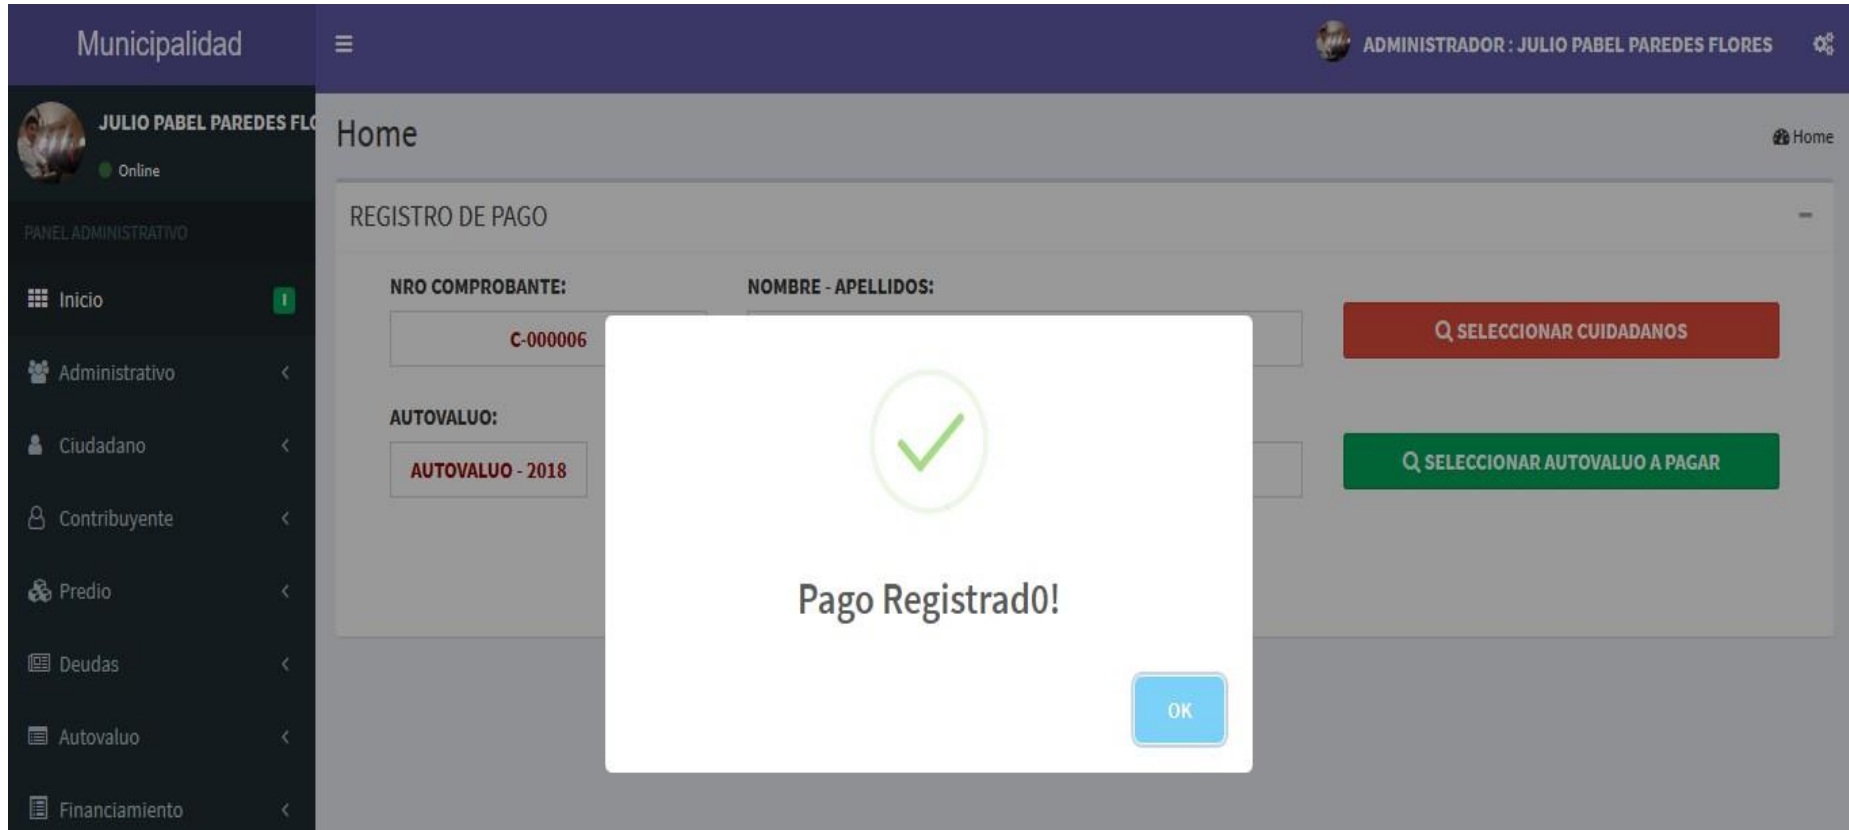 Municipalidad
ADMINISTRADOR : JULIO PABEL PAREDES FLORES
JULIO PABEL PAREDES FLO
Online
Home
Home
PANEL ADMINISTRATIVO
REGISTRO DE PAGO
Inicio
I
Administrativo
Ciudadano
Contribuyente
Predio
Deudas
Autovaluo
Financiamiento
NRO COMPROBANTE:
NOMBRE - APELLIDOS:
C-000006
SELECCIONAR CUIDADANOS
AUTOVALUO:
AUTOVALUO - 2018
SELECCIONAR AUTOVALUO A PAGAR
Pago Registrad0!
OK